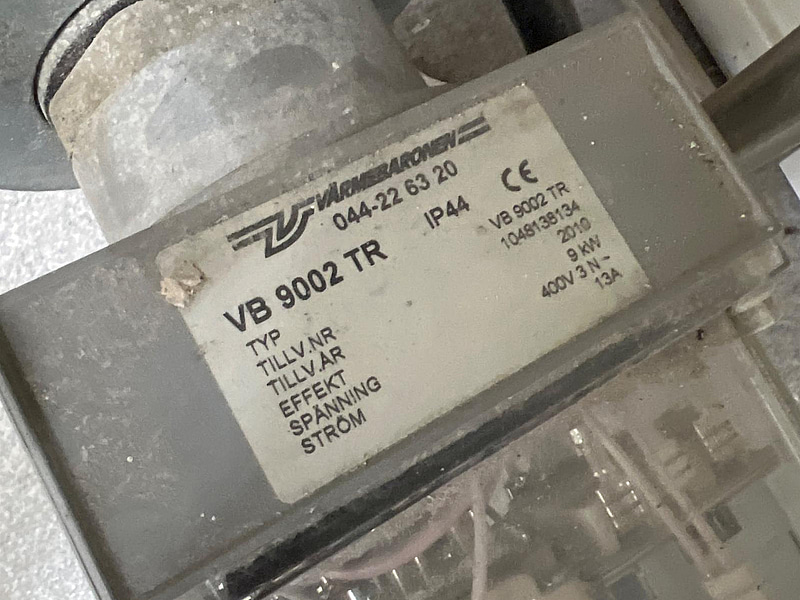 VÄRMEBARONEN
044-22 63 20
VB 9002 TR IP44 CE
TYP VB 9002 TR
TILLV.NR 1048138134
TILLV.ÅR 2010
EFFEKT 9 kW
SPÄNNING 400V 3 N~
STRÖM 13A